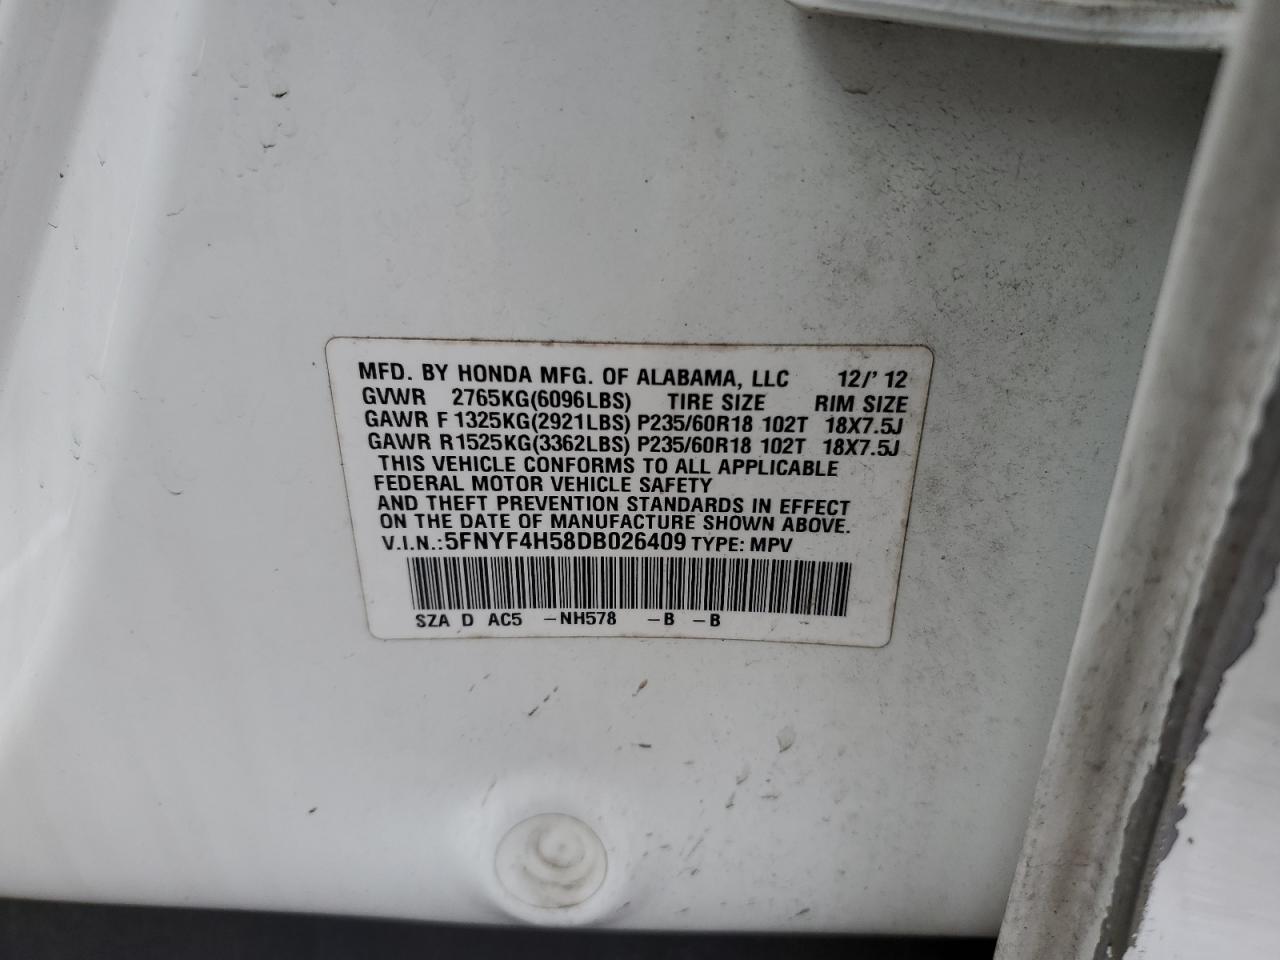 MFD. BY HONDA MFG. OF ALABAMA, LLC 12/' 12
GVWR 2765KG(6096LBS) TIRE SIZE RIM SIZE
GAWR F 1325KG(2921LBS) P235/60R18 102T 18X7.5J
GAWR R1525KG(3362LBS) P235/60R18 102T 18X7.5J
THIS VEHICLE CONFORMS TO ALL APPLICABLE
FEDERAL MOTOR VEHICLE SAFETY
AND THEFT PREVENTION STANDARDS IN EFFECT
ON THE DATE OF MANUFACTURE SHOWN ABOVE.
V.I.N.:5FNYF4H58DB026409 TYPE: MPV
SZA D AC5 –NH578 –B –B